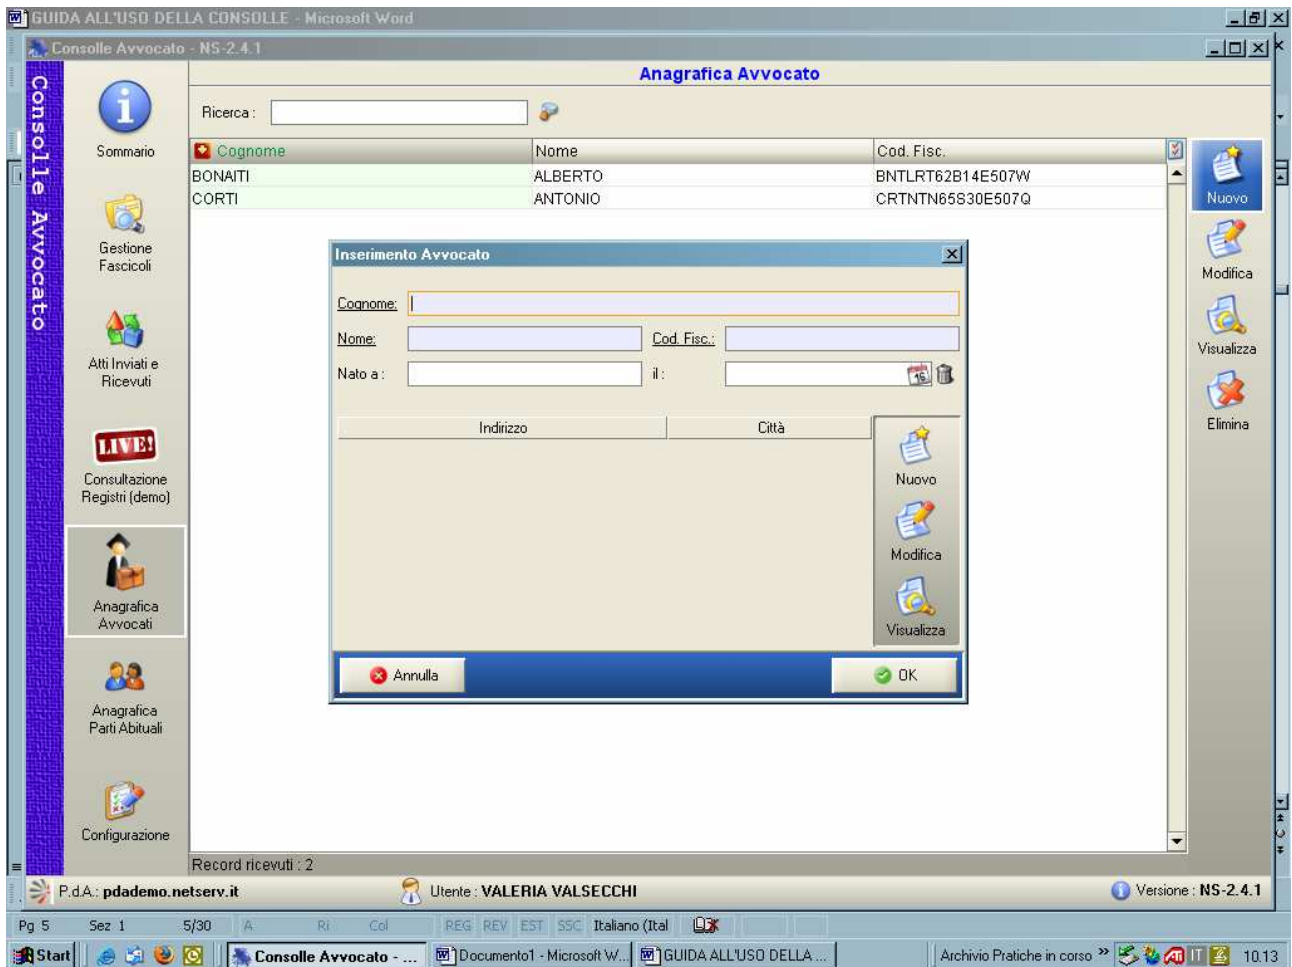 GUIDA ALL'USO DELLA CONSOLLE - Microsoft Word
Consolle Avvocato - NS-2.4.1
Consolle Avvocato
Anagrafica Avvocato
Ricerca :
Sommario
Gestione
Fascicoli
Atti Inviati e
Ricevuti
LIVE!
Consultazione
Registri (demo)
Anagrafica
Avvocati
Anagrafica
Parti Abituali
Configurazione
Cognome Nome Cod. Fisc.
BONAITI ALBERTO BNTLRT62B14E507W
CORTI ANTONIO CRTNTN65S30E507Q
Nuovo
Modifica
Visualizza
Elimina
Inserimento Avvocato
Cognome:
Nome: Cod. Fisc.:
Nato a : il : 16
Indirizzo Città
Nuovo
Modifica
Visualizza
Annulla OK
Record ricevuti : 2
P.d.A.: pdademo.netserv.it Utente : VALERIA VALSECCHI Versione : NS-2.4.1
Pg 5 Sez 1 5/30 A Ri Col REG REV EST SSC Italiano (Ital
Start Consolle Avvocato - ... Documento1 - Microsoft W... GUIDA ALL'USO DELLA ... Archivio Pratiche in corso » IT 10.13